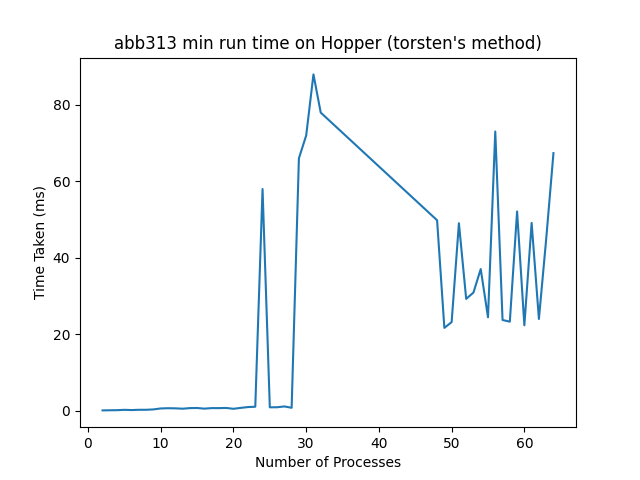 abb313 min run time on Hopper (torsten's method)
80
60
40
20
0
Time Taken (ms)
0 10 20 30 40 50 60
Number of Processes